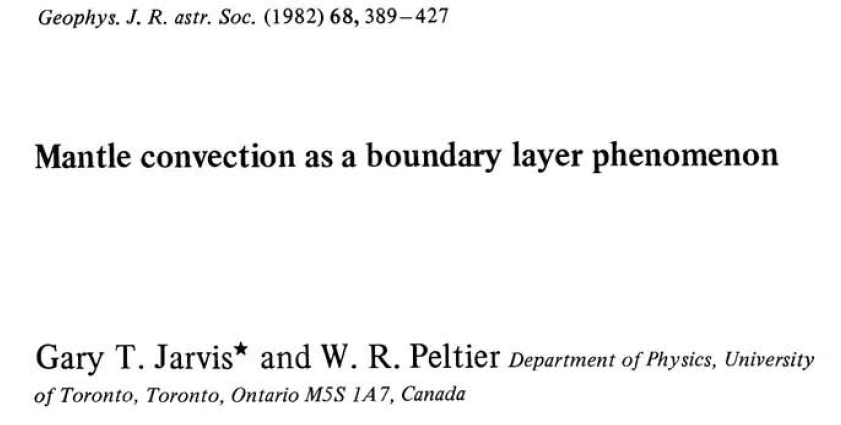 Geophys. J. R. astr. Soc. (1982) 68, 389–427
Mantle convection as a boundary layer phenomenon
Gary T. Jarvis★ and W. R. Peltier Department of Physics, University
of Toronto, Toronto, Ontario M5S 1A7, Canada